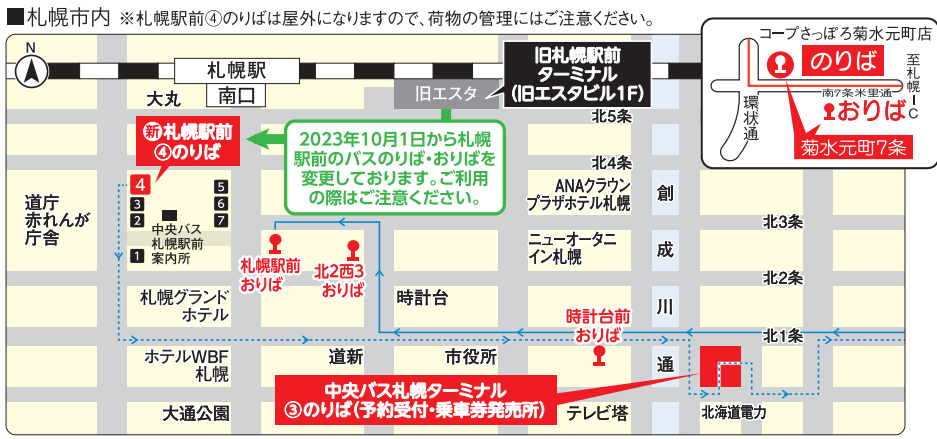 ■札幌市内 ※札幌駅前④のりばは屋外になりますので、荷物の管理にはご注意ください。
N
札幌駅
南口
大丸
旧エスタ
旧札幌駅前
ターミナル
(旧エスタビル1F)
コープさっぽろ菊水元町店
のりば
至札幌IC
南7条米里通
おりば
環状通
菊水元町7条
北5条
新札幌駅前
④のりば
2023年10月1日から札幌
駅前のバスのりば・おりばを
変更しております。ご利用
の際はご注意ください。
北4条
ANAクラウン
プラザホテル札幌
創成川通
道庁
赤れんが
庁舎
4
3
2
1
5
6
7
中央バス
札幌駅前
案内所
北3条
札幌駅前
おりば
北2西3
おりば
ニューオータニ
イン札幌
北2条
札幌グランド
ホテル
時計台
時計台前
おりば
北1条
ホテルWBF
札幌
道新
市役所
中央バス札幌ターミナル
③のりば(予約受付・乗車券発売所)
大通公園
テレビ塔
北海道電力